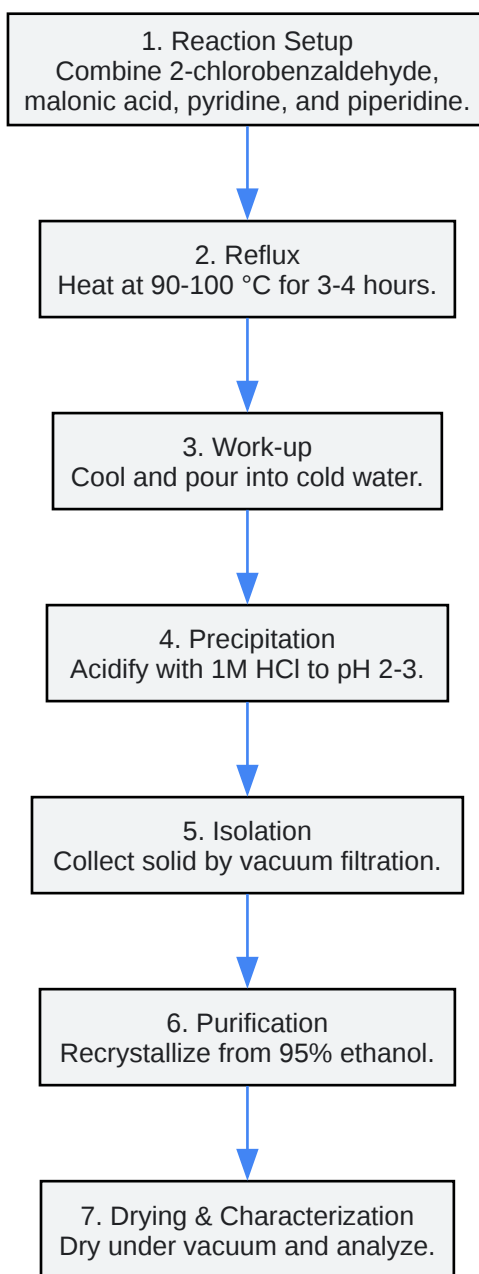 1. Reaction Setup
Combine 2-chlorobenzaldehyde,
malonic acid, pyridine, and piperidine.
2. Reflux
Heat at 90-100 °C for 3-4 hours.
3. Work-up
Cool and pour into cold water.
4. Precipitation
Acidify with 1M HCl to pH 2-3.
5. Isolation
Collect solid by vacuum filtration.
6. Purification
Recrystallize from 95% ethanol.
7. Drying & Characterization
Dry under vacuum and analyze.